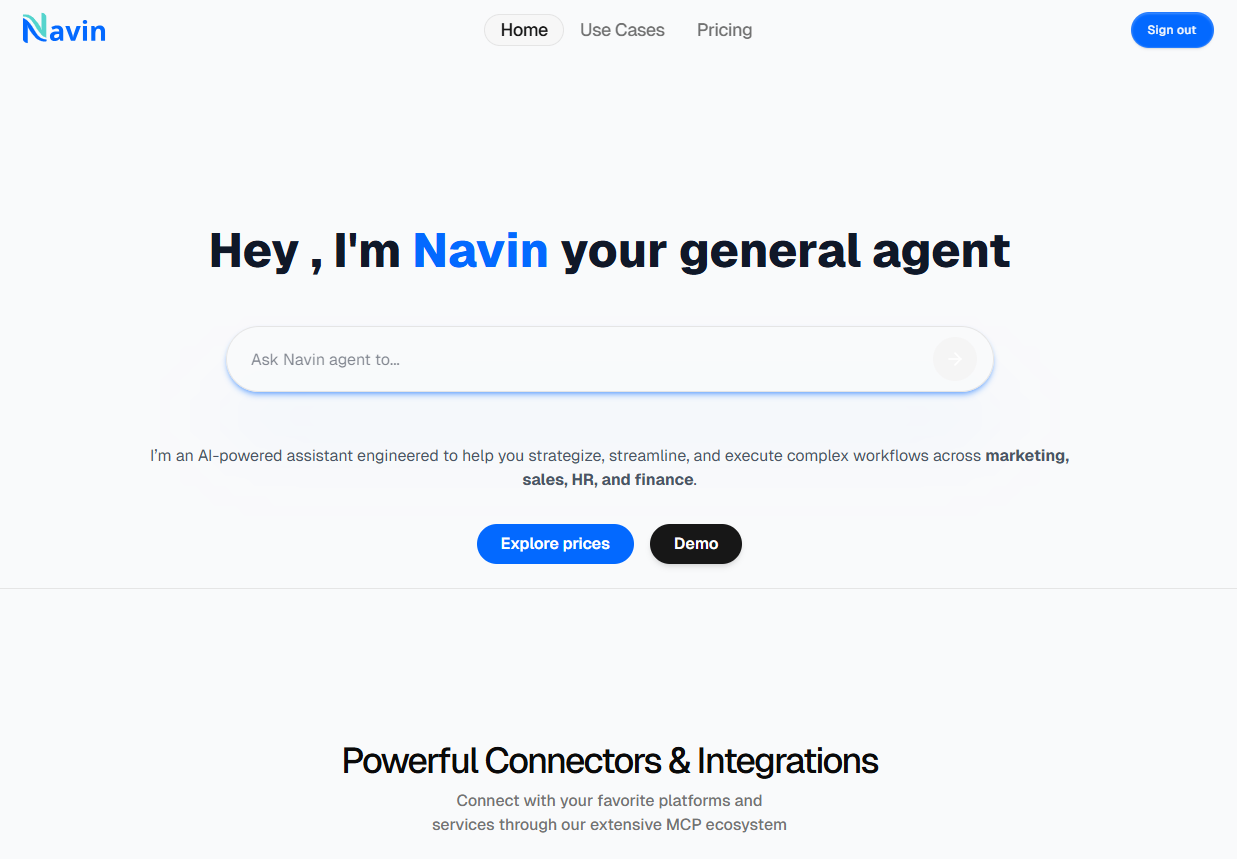 Navin
Home Use Cases Pricing
Sign out
Hey , I'm Navin your general agent
Ask Navin agent to...
I’m an AI-powered assistant engineered to help you strategize, streamline, and execute complex workflows across marketing,
sales, HR, and finance.
Explore prices Demo
Powerful Connectors & Integrations
Connect with your favorite platforms and
services through our extensive MCP ecosystem